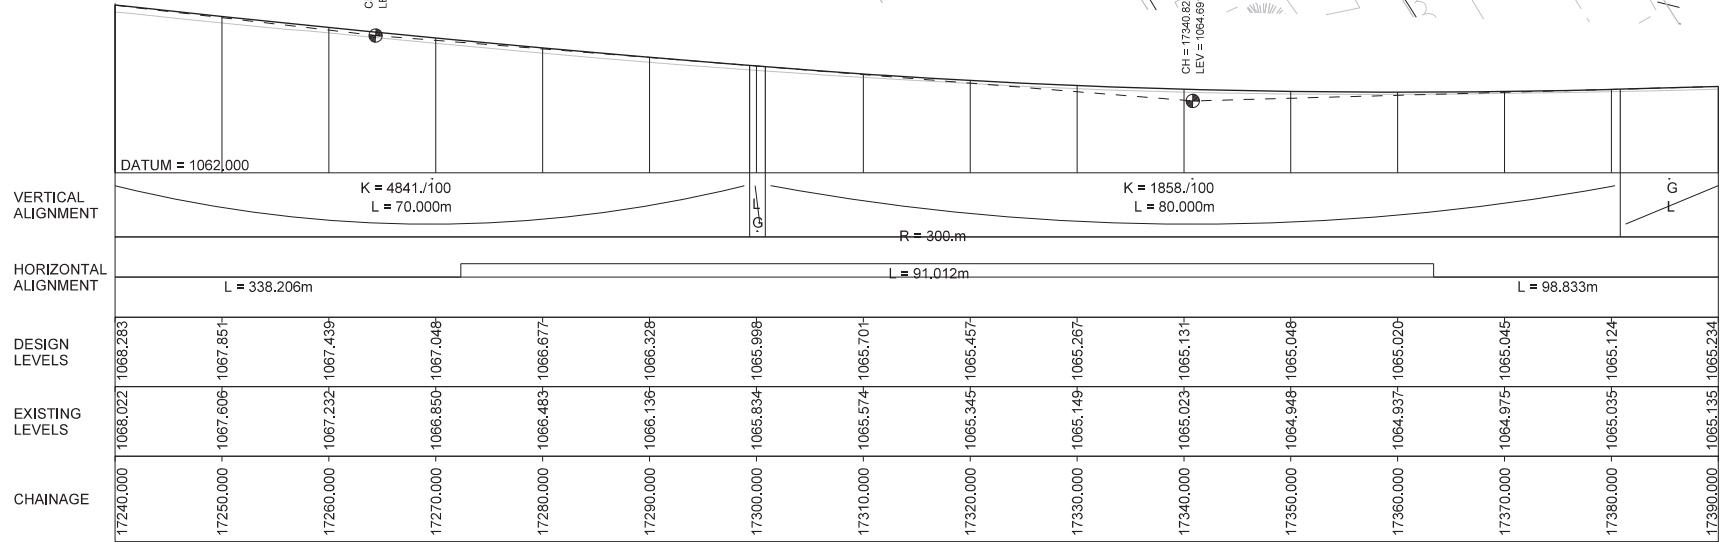 CH = 17340.82
LEV = 1064.69
DATUM = 1062.000
VERTICAL
ALIGNMENT
K = 4841./100
L = 70.000m
L
G
K = 1858./100
L = 80.000m
G
L
R = 300.m
HORIZONTAL
ALIGNMENT
L = 338.206m
L = 91.012m
L = 98.833m
DESIGN
LEVELS
1068.283
1067.851
1067.439
1067.048
1066.677
1066.328
1065.998
1065.701
1065.457
1065.267
1065.131
1065.048
1065.020
1065.045
1065.124
1065.234
EXISTING
LEVELS
1068.022
1067.606
1067.232
1066.850
1066.483
1066.136
1065.834
1065.574
1065.345
1065.149
1065.023
1064.948
1064.937
1064.975
1065.035
1065.135
CHAINAGE
17240.000
17250.000
17260.000
17270.000
17280.000
17290.000
17300.000
17310.000
17320.000
17330.000
17340.000
17350.000
17360.000
17370.000
17380.000
17390.000